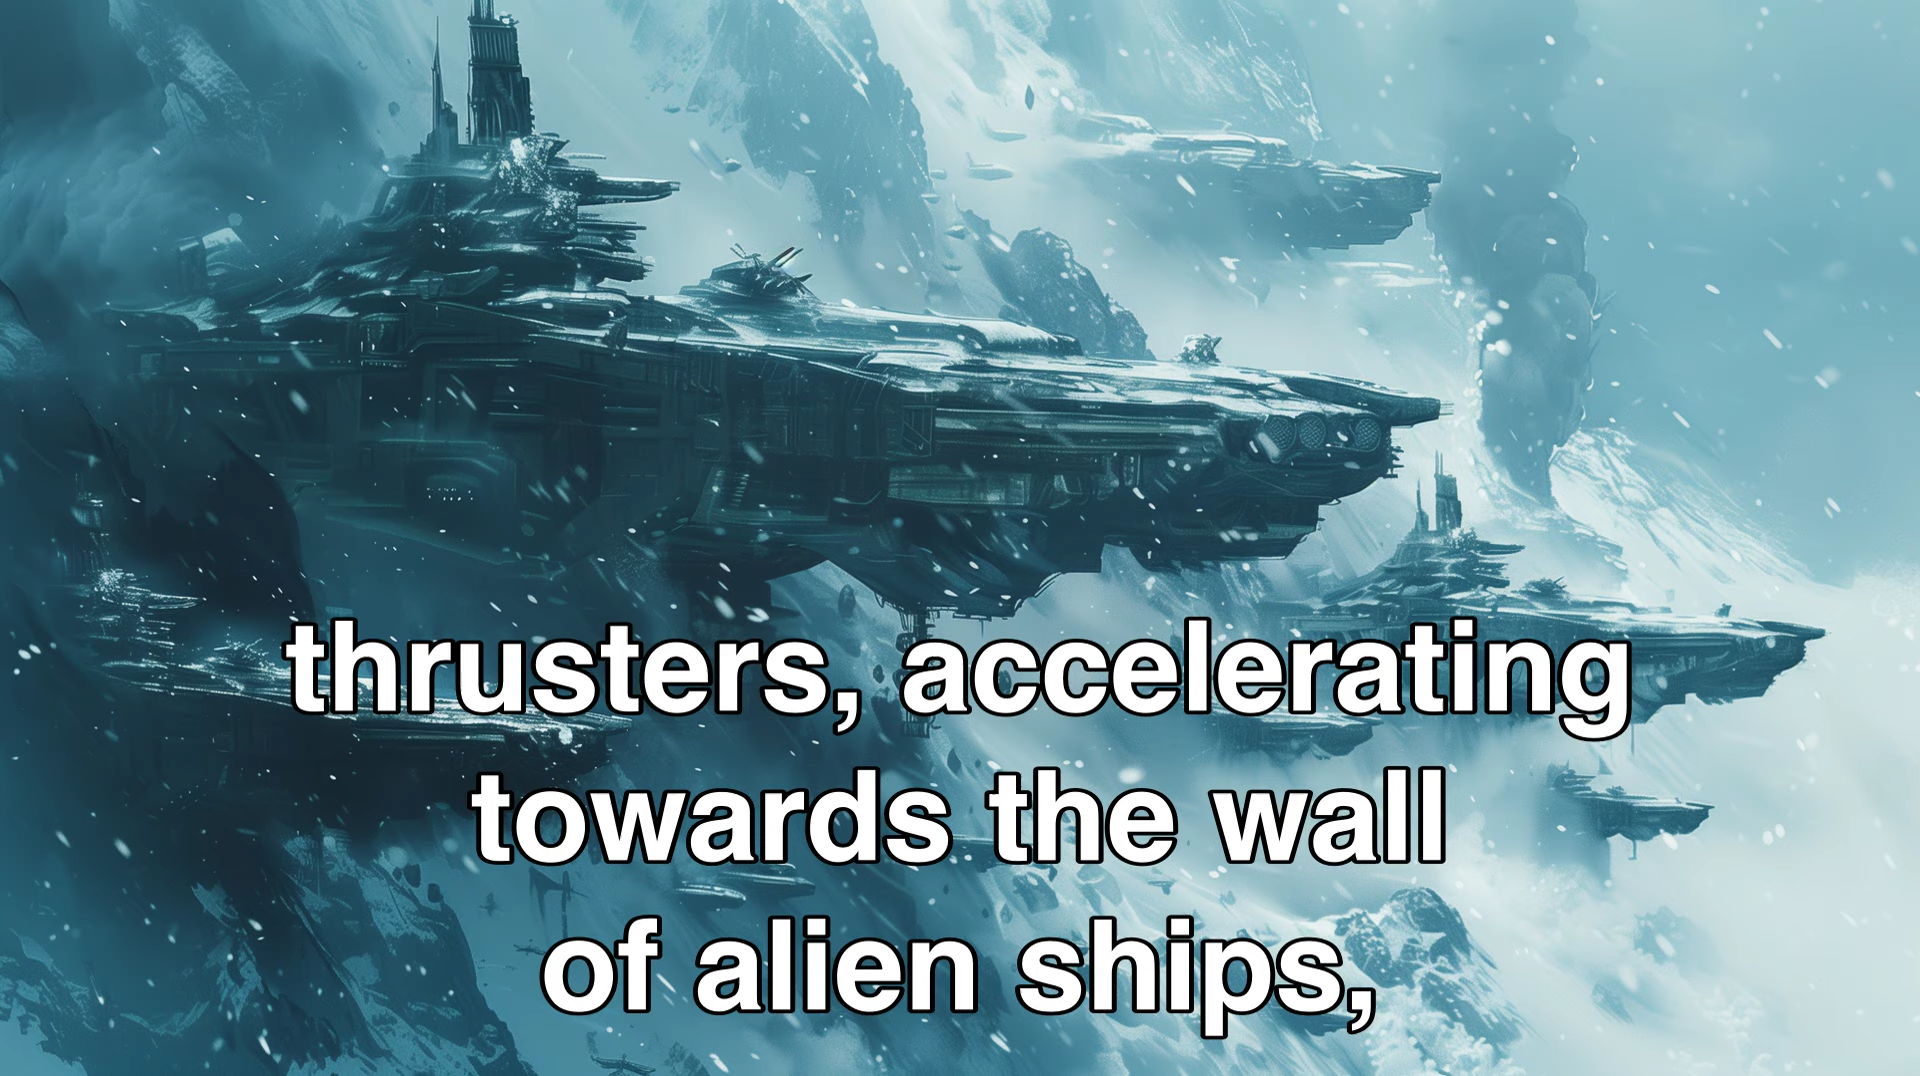 thrusters, accelerating
towards the wall
of alien ships,